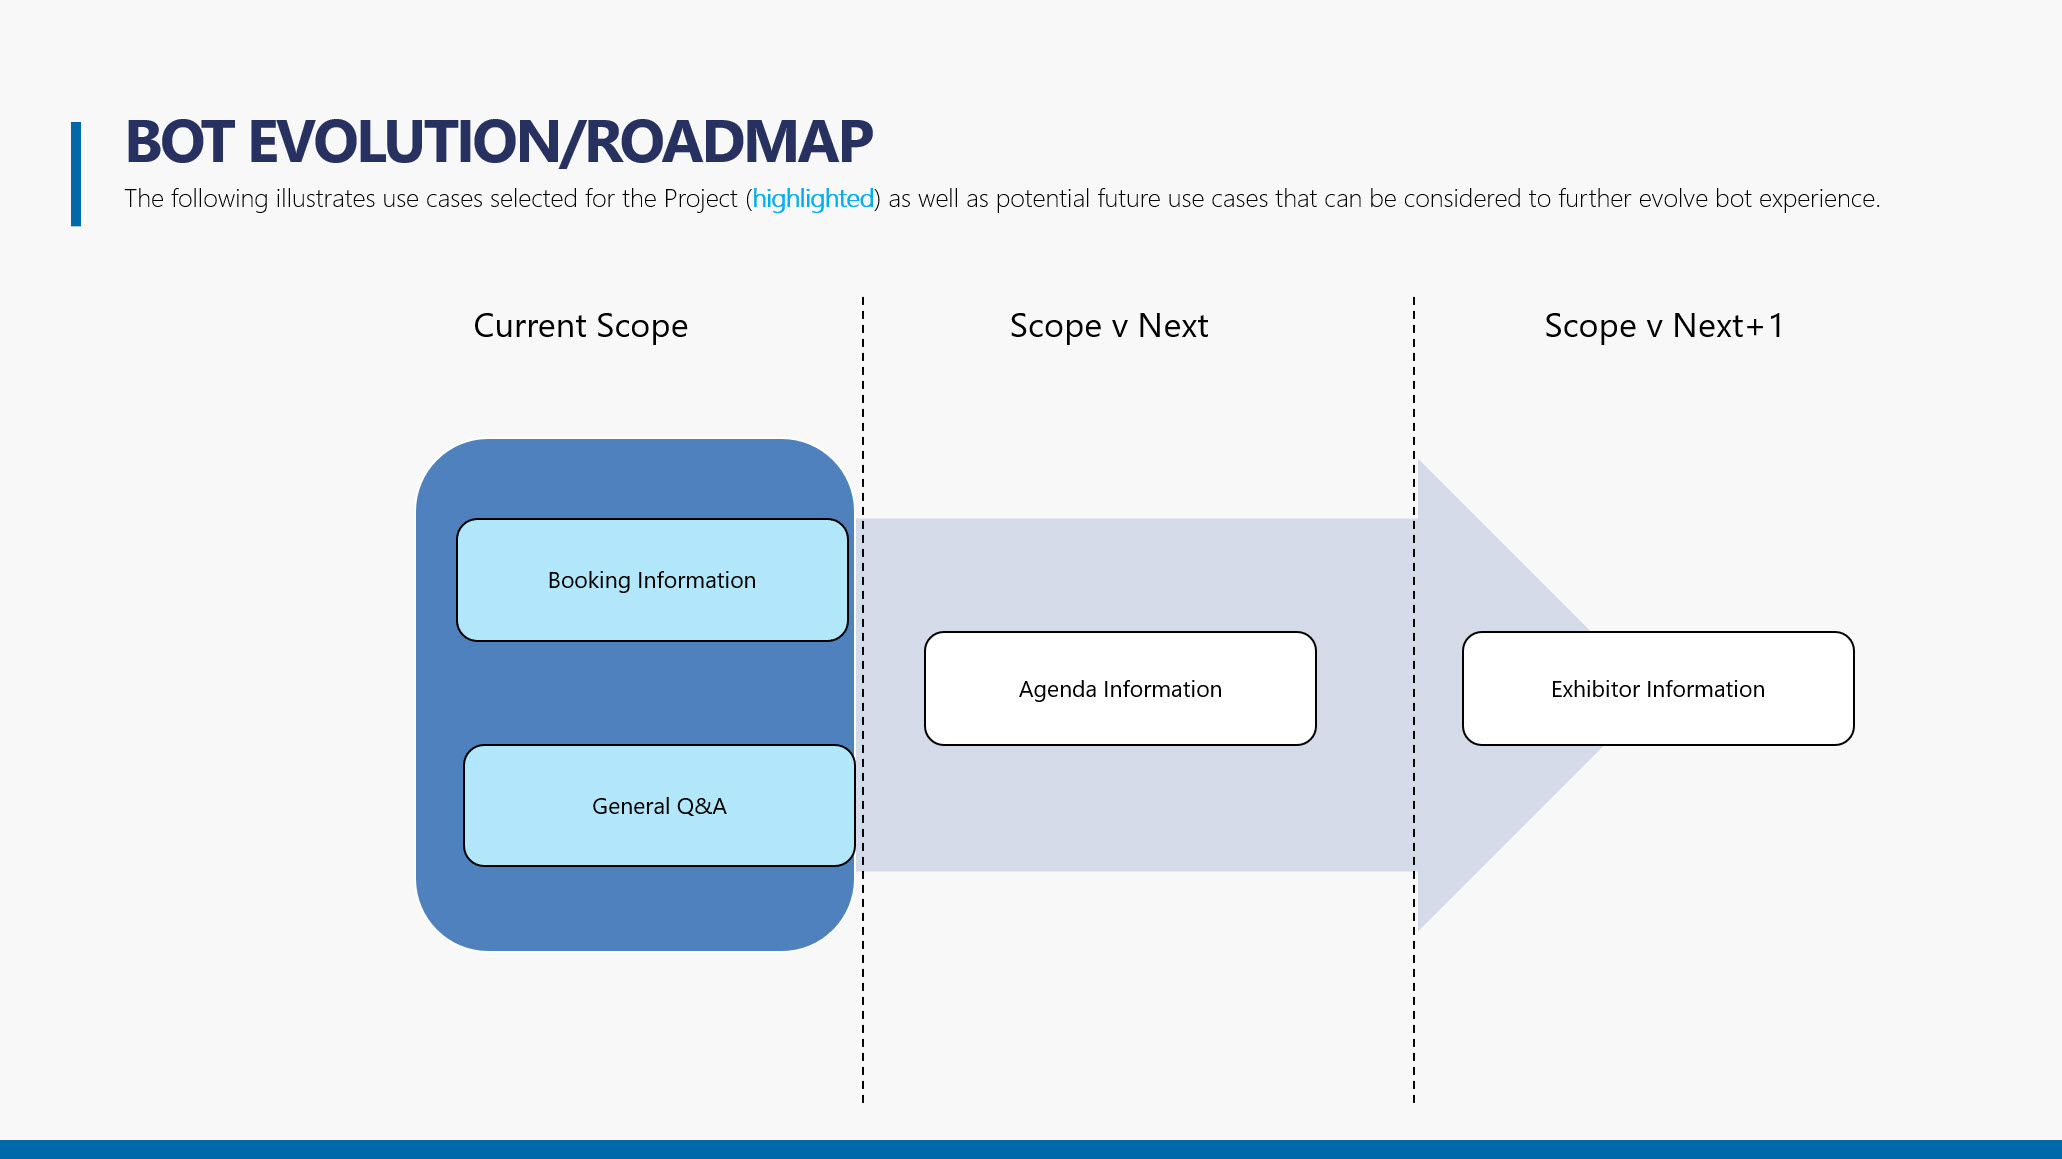 BOT EVOLUTION/ROADMAP
The following illustrates use cases selected for the Project (highlighted) as well as potential future use cases that can be considered to further evolve bot experience.
Current Scope
Scope v Next
Scope v Next+1
Booking Information
Agenda Information
Exhibitor Information
General Q&A